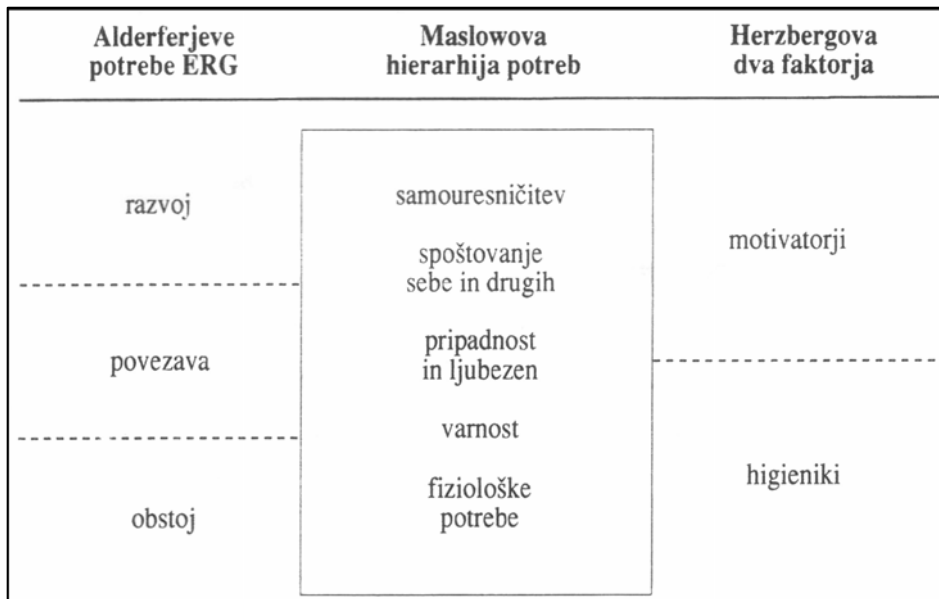 Alderferjeve
potrebe ERG
Maslowova
hierarhija potreb
Herzbergova
dva faktorja
razvoj
povezava
obstoj
samouresničitev
spoštovanje
sebe in drugih
pripadnost
in ljubezen
varnost
fiziološke
potrebe
motivatorji
higieniki